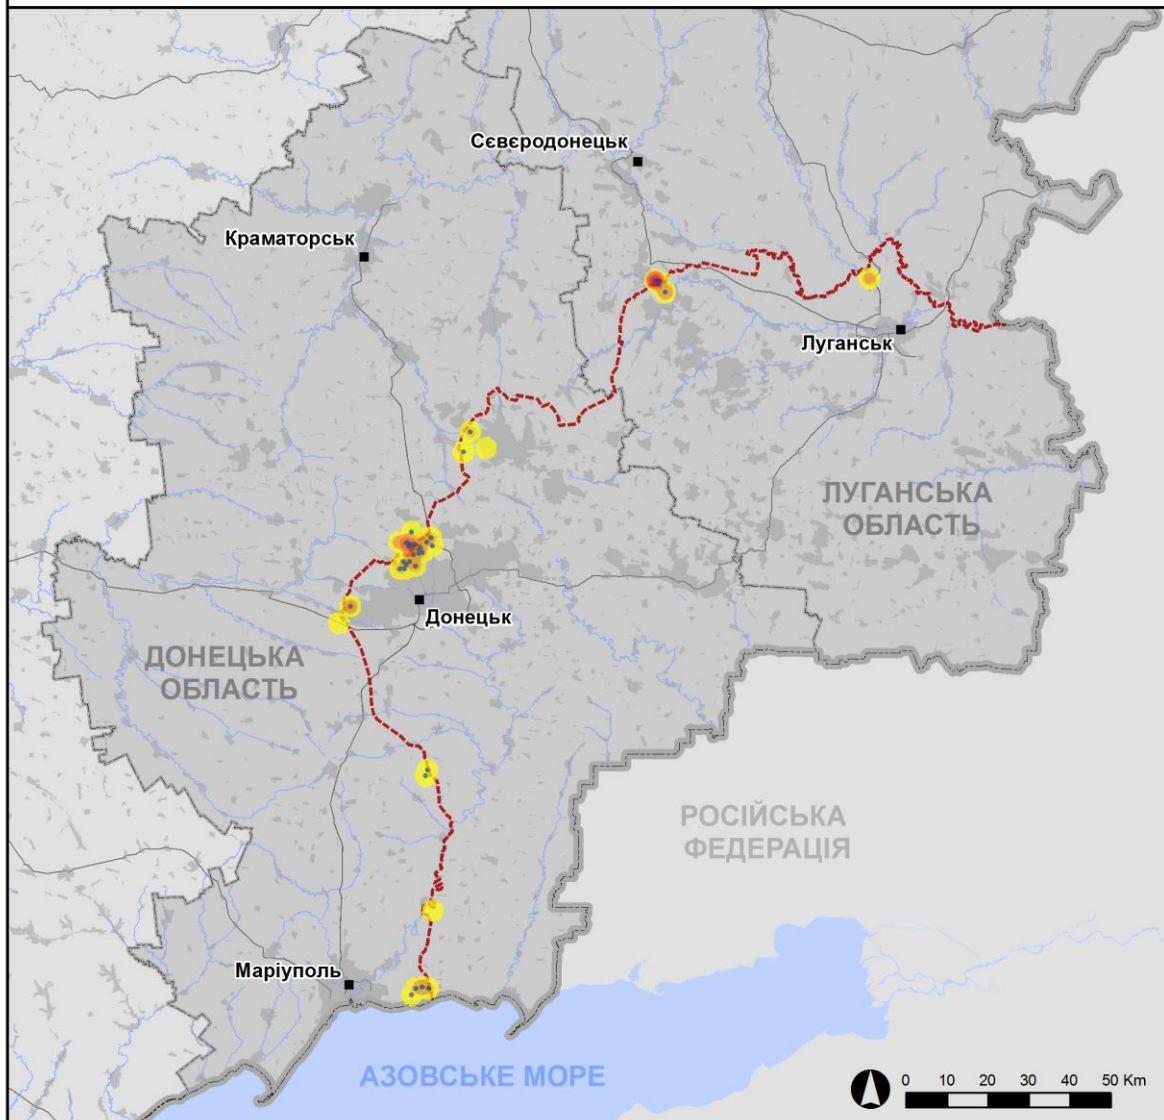 Сєвєродонецьк
Краматорськ
Луганськ
ЛУГАНСЬКА
ОБЛАСТЬ
Донецьк
ДОНЕЦЬКА
ОБЛАСТЬ
РОСІЙСЬКА
ФЕДЕРАЦІЯ
Маріуполь
АЗОВСЬКЕ МОРЕ
0 10 20 30 40 50 Km